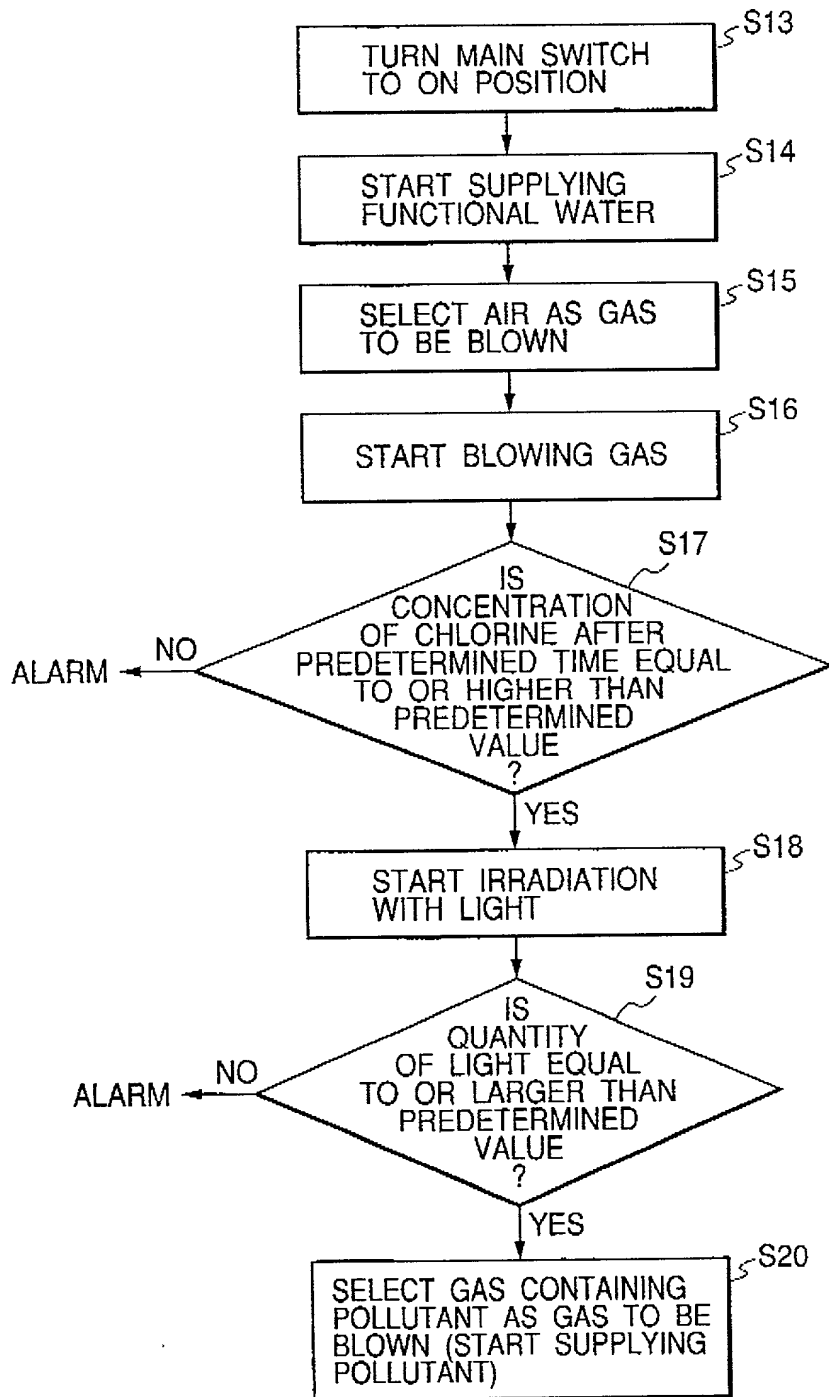 S13
TURN MAIN SWITCH
TO ON POSITION
S14
START SUPPLYING
FUNCTIONAL WATER
S15
SELECT AIR AS GAS
TO BE BLOWN
S16
START BLOWING GAS
S17
IS
CONCENTRATION
OF CHLORINE AFTER
PREDETERMINED TIME EQUAL
TO OR HIGHER THAN
PREDETERMINED
VALUE
?
NO
ALARM
YES
S18
START IRRADIATION
WITH LIGHT
S19
IS
QUANTITY
OF LIGHT EQUAL
TO OR LARGER THAN
PREDETERMINED
VALUE
?
NO
ALARM
YES
S20
SELECT GAS CONTAINING
POLLUTANT AS GAS TO BE
BLOWN (START SUPPLYING
POLLUTANT)